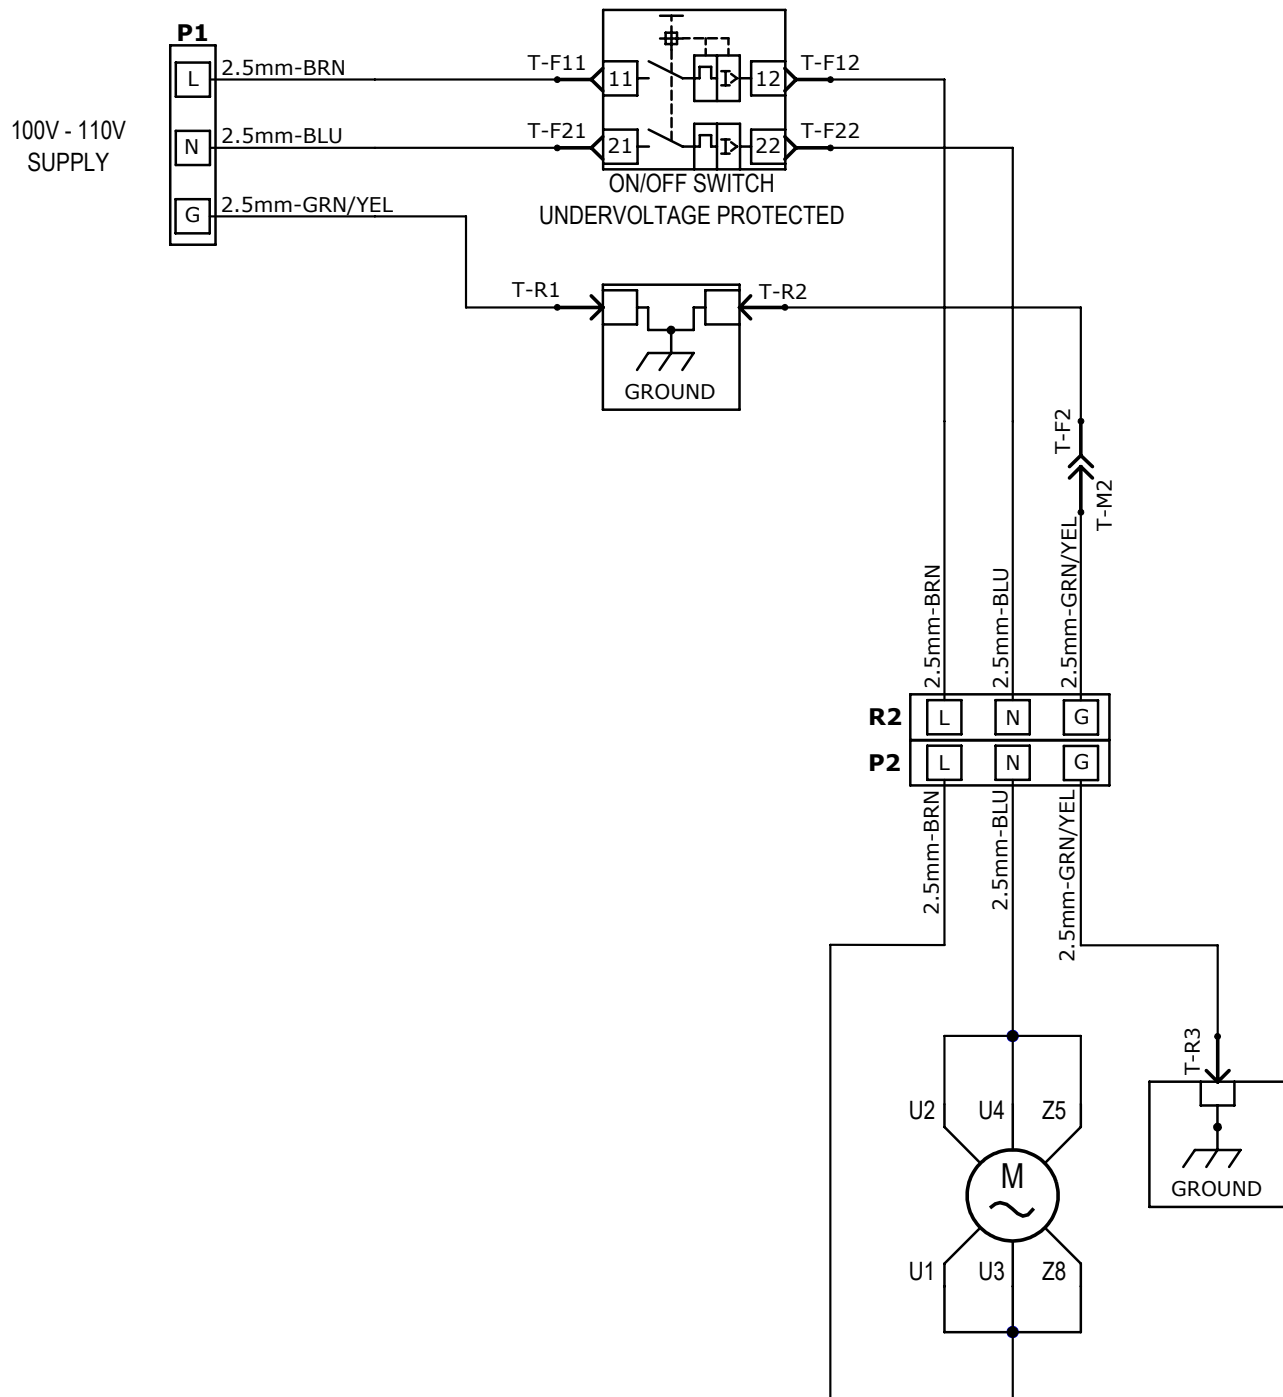 P1
L
2.5mm-BRN
T-F11
11
12
T-F12
100V - 110V
SUPPLY
N
2.5mm-BLU
T-F21
21
22
T-F22
ON/OFF SWITCH
UNDERVOLTAGE PROTECTED
G
2.5mm-GRN/YEL
T-R1
T-R2
GROUND
T-F2
T-M2
2.5mm-BRN
2.5mm-BLU
2.5mm-GRN/YEL
R2
L
N
G
P2
L
N
G
2.5mm-BRN
2.5mm-BLU
2.5mm-GRN/YEL
T-R3
U2
U4
Z5
M
GROUND
U1
U3
Z8